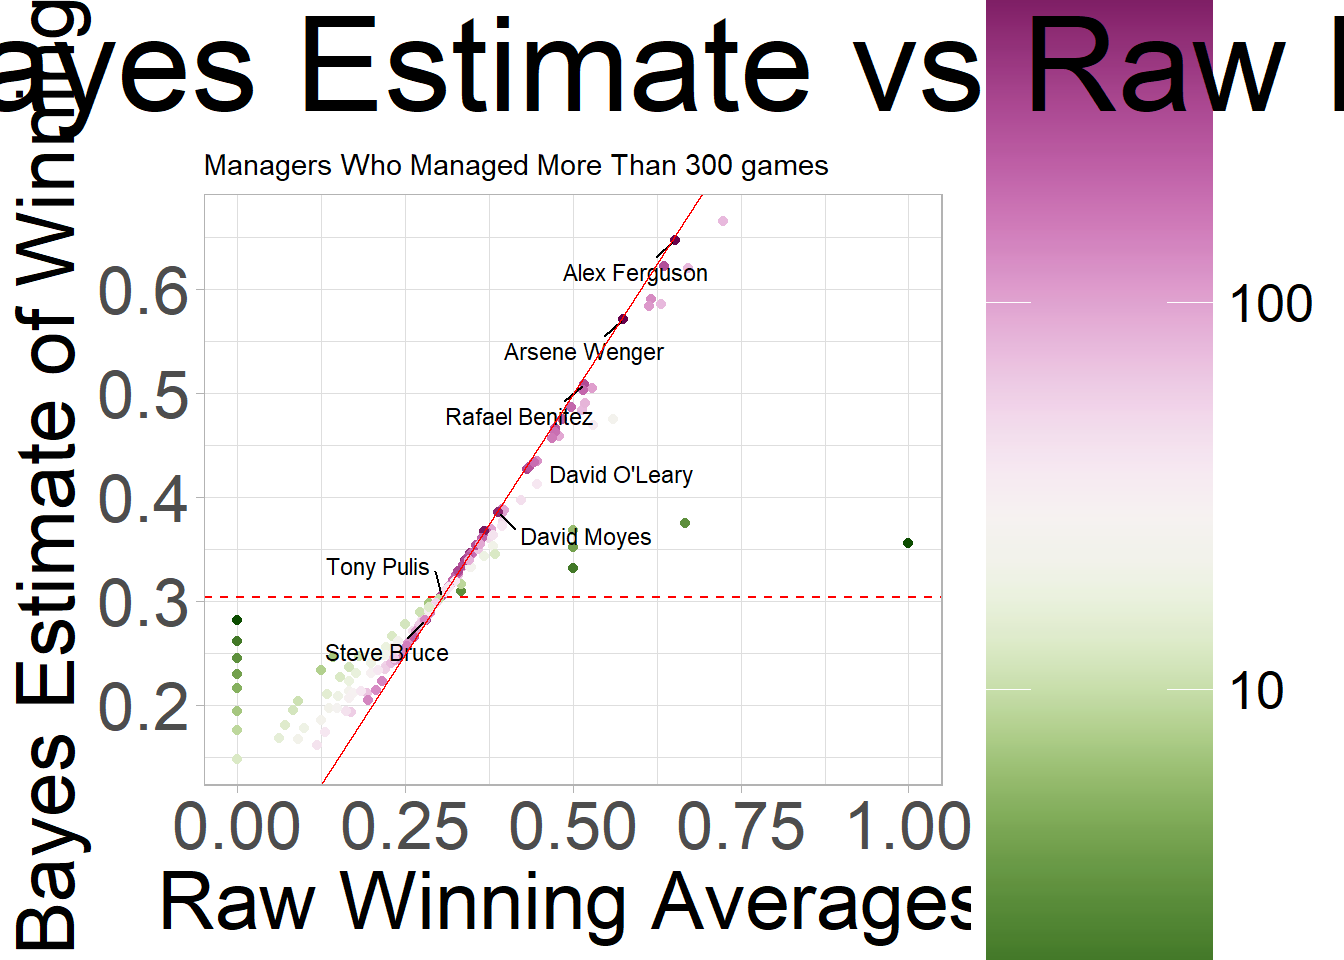 ayes Estimate vs Raw
Managers Who Managed More Than 300 games
Bayes Estimate of Winning
0.6
0.5
0.4
0.3
0.2
Alex Ferguson
Arsene Wenger
Rafael Benitez
David O'Leary
David Moyes
Tony Pulis
Steve Bruce
0.00 0.25 0.50 0.75 1.00
Raw Winning Averages
100
10